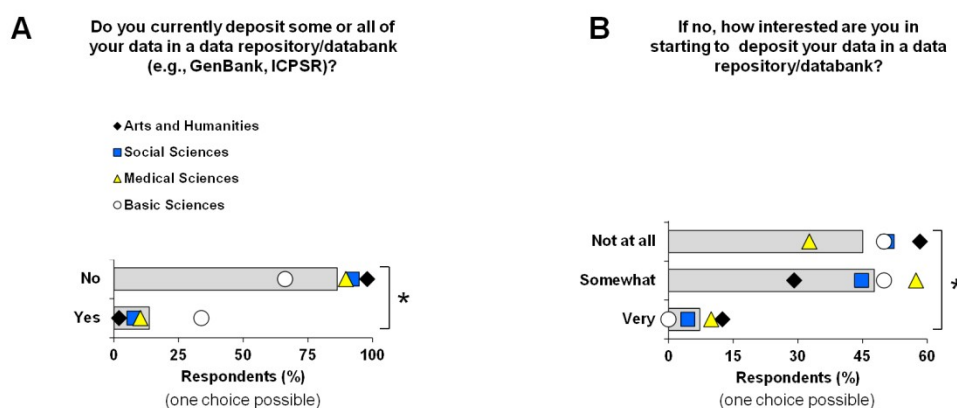 A
Do you currently deposit some or all of
your data in a data repository/databank
(e.g., GenBank, ICPSR)?
Arts and Humanities
Social Sciences
Medical Sciences
Basic Sciences
No
Yes
*
0 25 50 75 100
Respondents (%)
(one choice possible)
B
If no, how interested are you in
starting to deposit your data in a data
repository/databank?
Not at all
Somewhat
Very
*
0 15 30 45 60
Respondents (%)
(one choice possible)